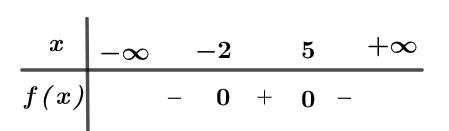 x −∞ −2 5 +∞
f(x) − 0 + 0 −